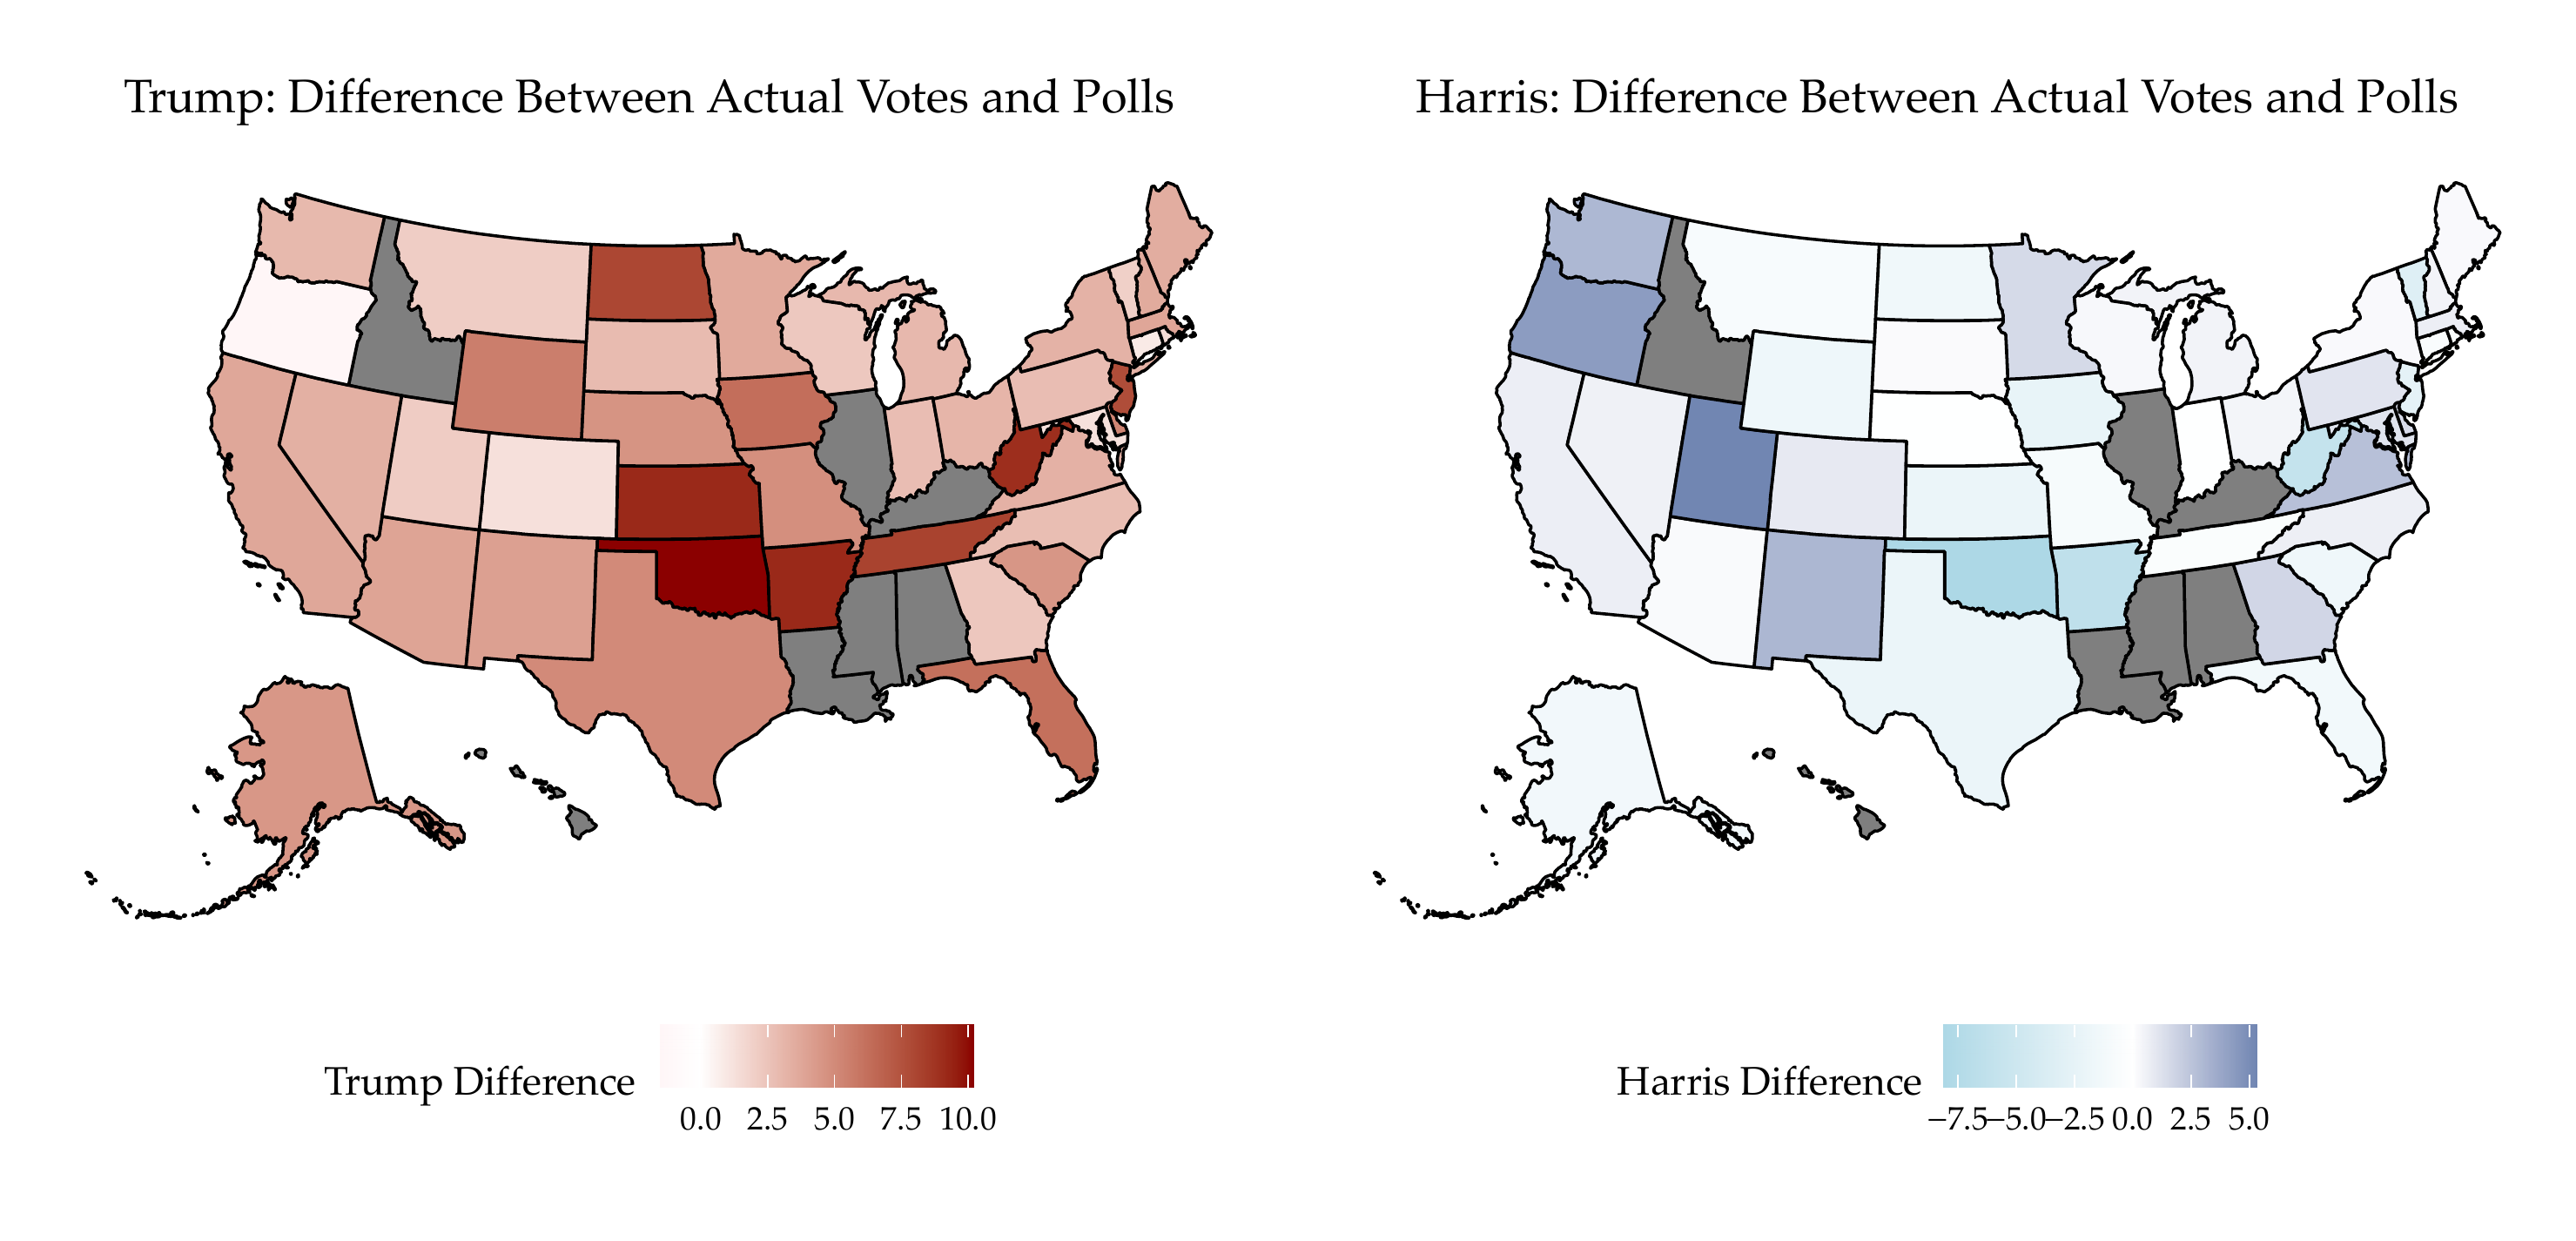 Trump: Difference Between Actual Votes and Polls
Harris: Difference Between Actual Votes and Polls
Trump Difference
0.0 2.5 5.0 7.5 10.0
Harris Difference
−7.5 −5.0 −2.5 0.0 2.5 5.0